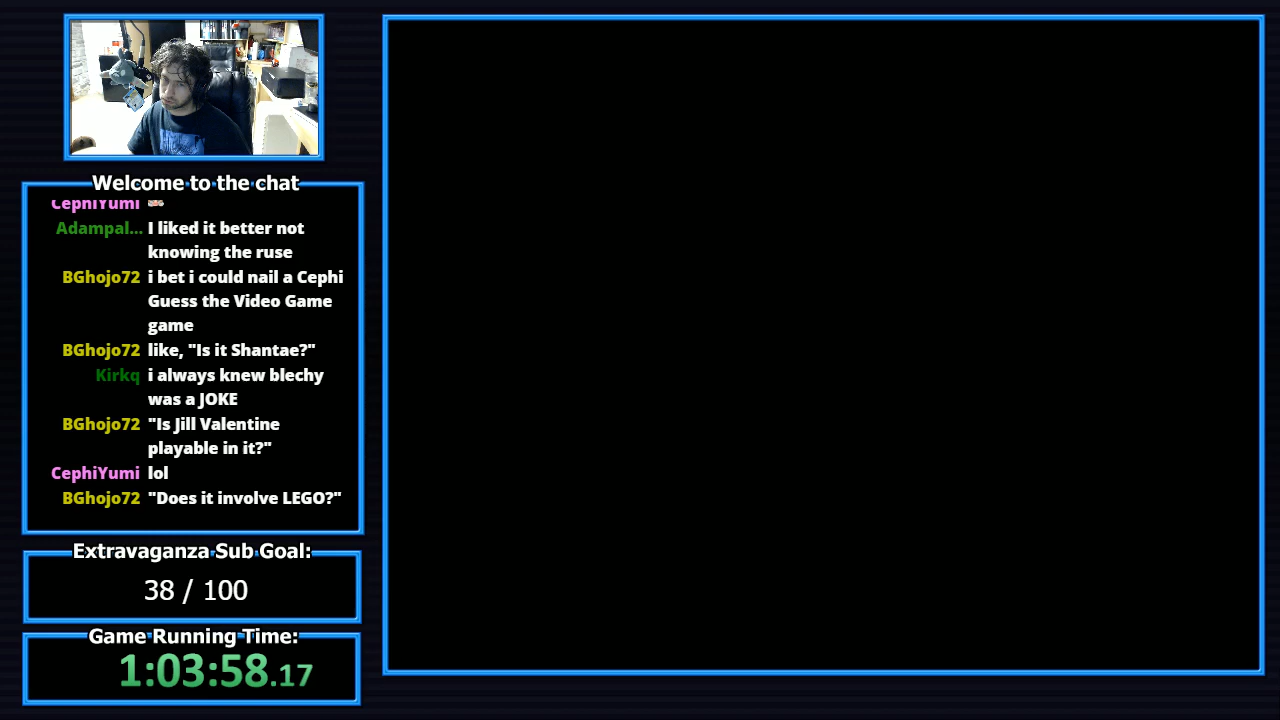 Welcome to the chat
CephiYumi
Adampal... I liked it better not
knowing the ruse
BGhojo72 i bet i could nail a Cephi
Guess the Video Game
game
BGhojo72 like, "Is it Shantae?"
Kirkq i always knew blechy
was a JOKE
BGhojo72 "Is Jill Valentine
playable in it?"
CephiYumi lol
BGhojo72 "Does it involve LEGO?"
Extravaganza Sub Goal:
38 / 100
Game Running Time:
1:03:58.17